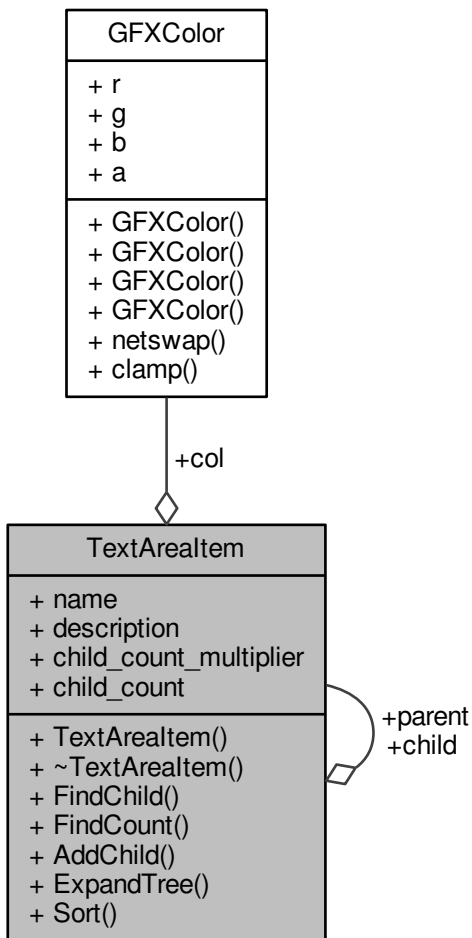 GFXColor
+ r
+ g
+ b
+ a
+ GFXColor()
+ GFXColor()
+ GFXColor()
+ GFXColor()
+ netswap()
+ clamp()
+col
TextAreaItem
+ name
+ description
+ child_count_multiplier
+ child_count
+ TextAreaItem()
+ ~TextAreaItem()
+ FindChild()
+ FindCount()
+ AddChild()
+ ExpandTree()
+ Sort()
+parent
+child